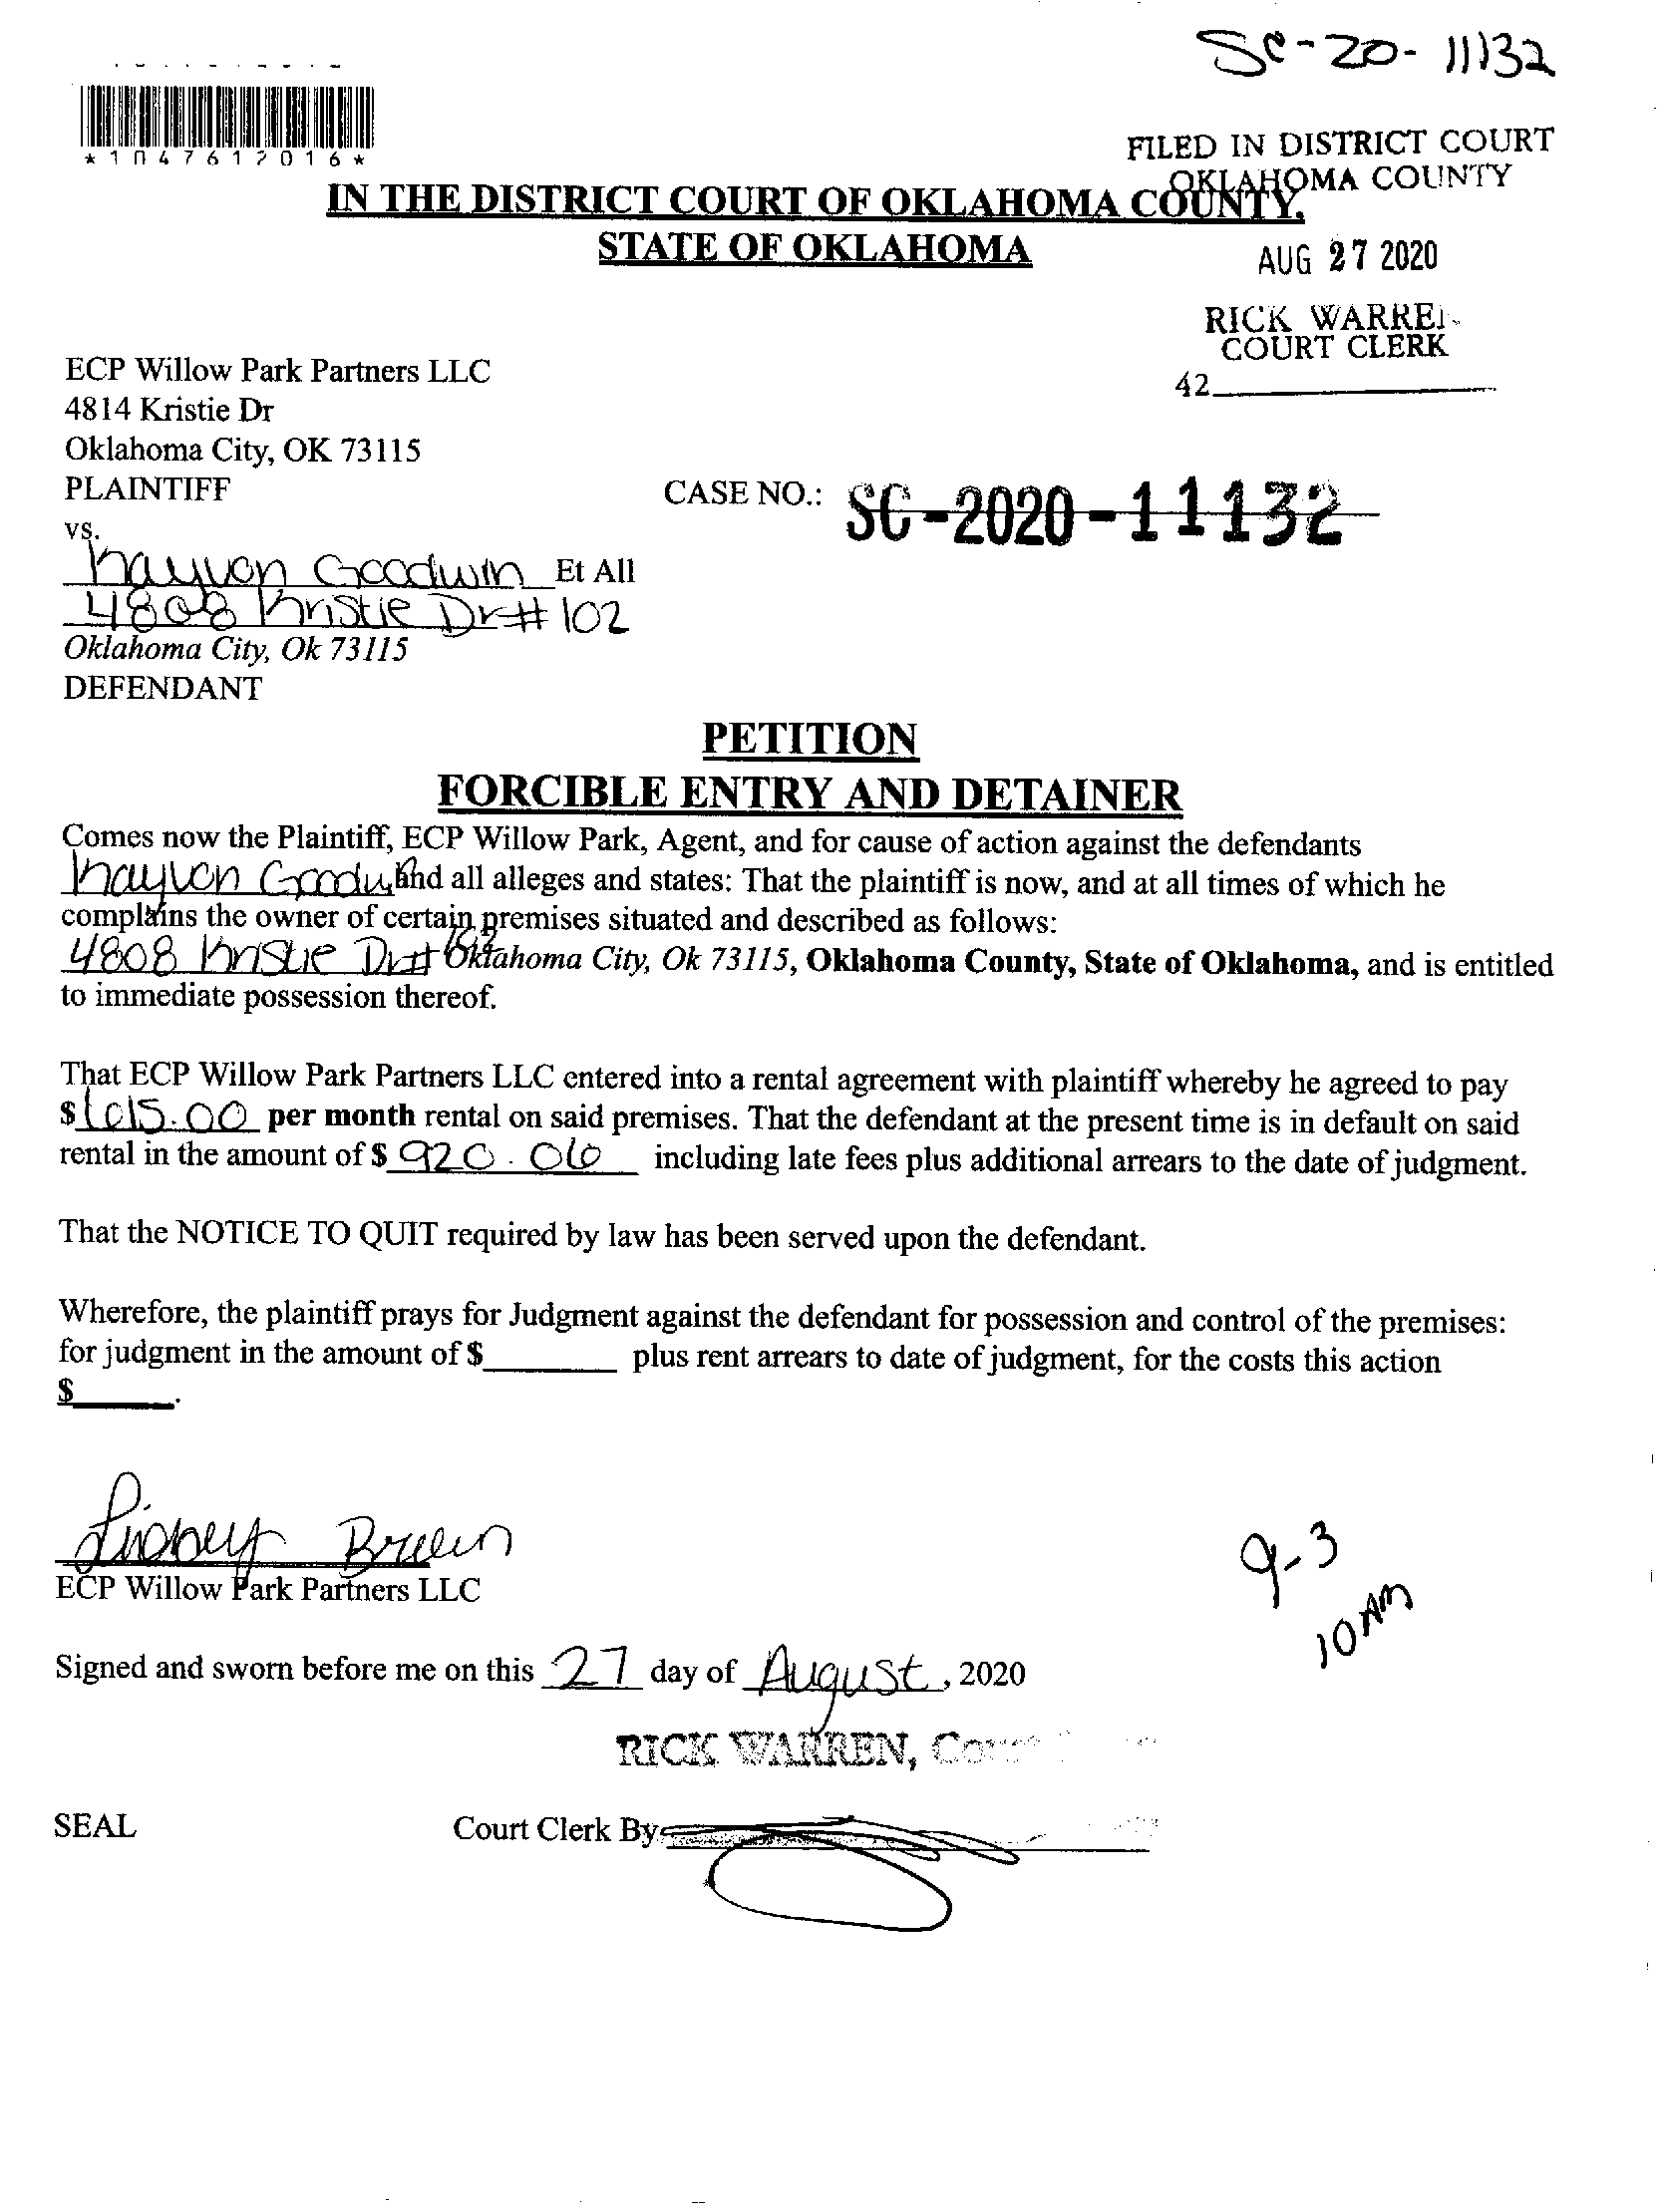 SC-20-11132
*1047612016*
FILED IN DISTRICT COURT
OKLAHOMA COUNTY
IN THE DISTRICT COURT OF OKLAHOMA COUNTY,
STATE OF OKLAHOMA
AUG 27 2020
RICK WARREN
COURT CLERK
42
ECP Willow Park Partners LLC
4814 Kristie Dr
Oklahoma City, OK 73115
PLAINTIFF
CASE NO.: SC-2020-11132
vs.
Kayvon Goodwin Et All
4808 Kristie Dr # 102
Oklahoma City, Ok 73115
DEFENDANT
PETITION
FORCIBLE ENTRY AND DETAINER
Comes now the Plaintiff, ECP Willow Park, Agent, and for cause of action against the defendants
Kayvon Goodwin and all alleges and states: That the plaintiff is now, and at all times of which he
complains the owner of certain premises situated and described as follows:
4808 Kristie Dr # 102 Oklahoma City, Ok 73115, Oklahoma County, State of Oklahoma, and is entitled
to immediate possession thereof.
That ECP Willow Park Partners LLC entered into a rental agreement with plaintiff whereby he agreed to pay
$ per month rental on said premises. That the defendant at the present time is in default on said
rental in the amount of $ 920.06 including late fees plus additional arrears to the date of judgment.
That the NOTICE TO QUIT required by law has been served upon the defendant.
Wherefore, the plaintiff prays for Judgment against the defendant for possession and control of the premises:
for judgment in the amount of $ plus rent arrears to date of judgment, for the costs this action
$ .
Libbey Breen
ECP Willow Park Partners LLC
9-3
10 AM
Signed and sworn before me on this 27 day of August, 2020
RICK WARREN, Court
SEAL
Court Clerk By